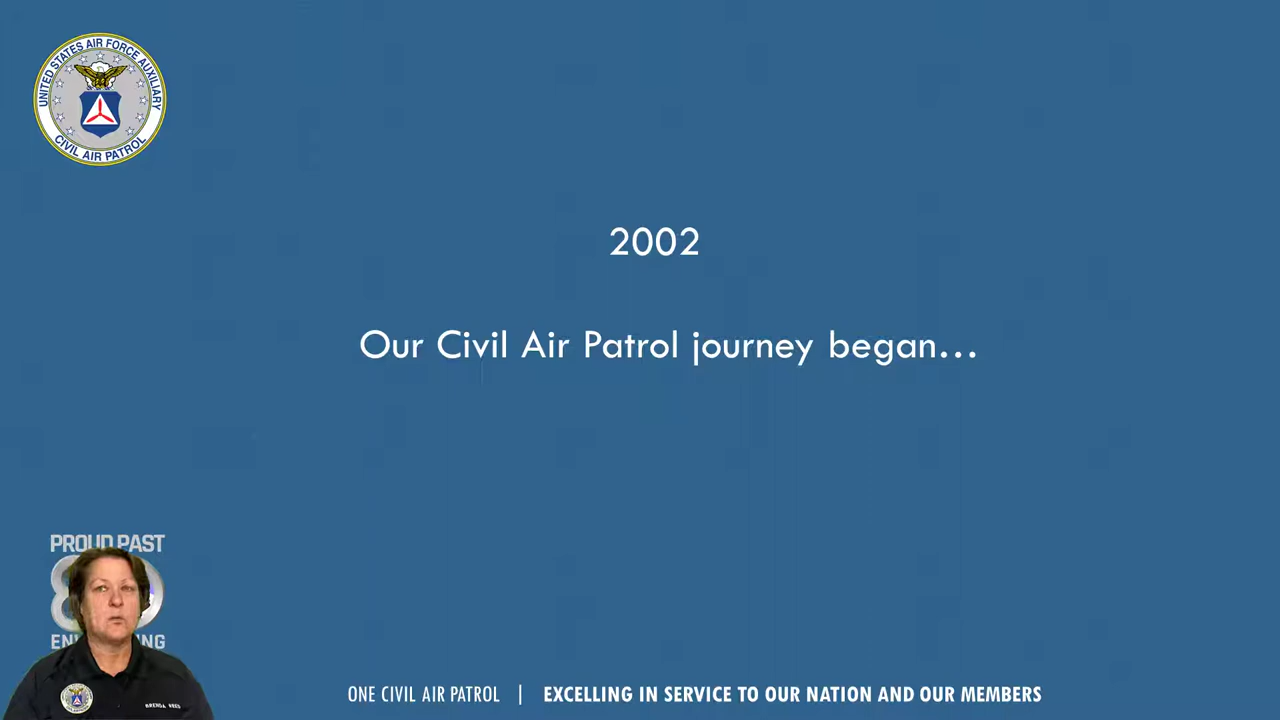 UNITED STATES AIR FORCE AUXILIARY
CIVIL AIR PATROL
2002
Our Civil Air Patrol journey began...
PROUD PAST
BRENDA
ONE CIVIL AIR PATROL | EXCELLING IN SERVICE TO OUR NATION AND OUR MEMBERS